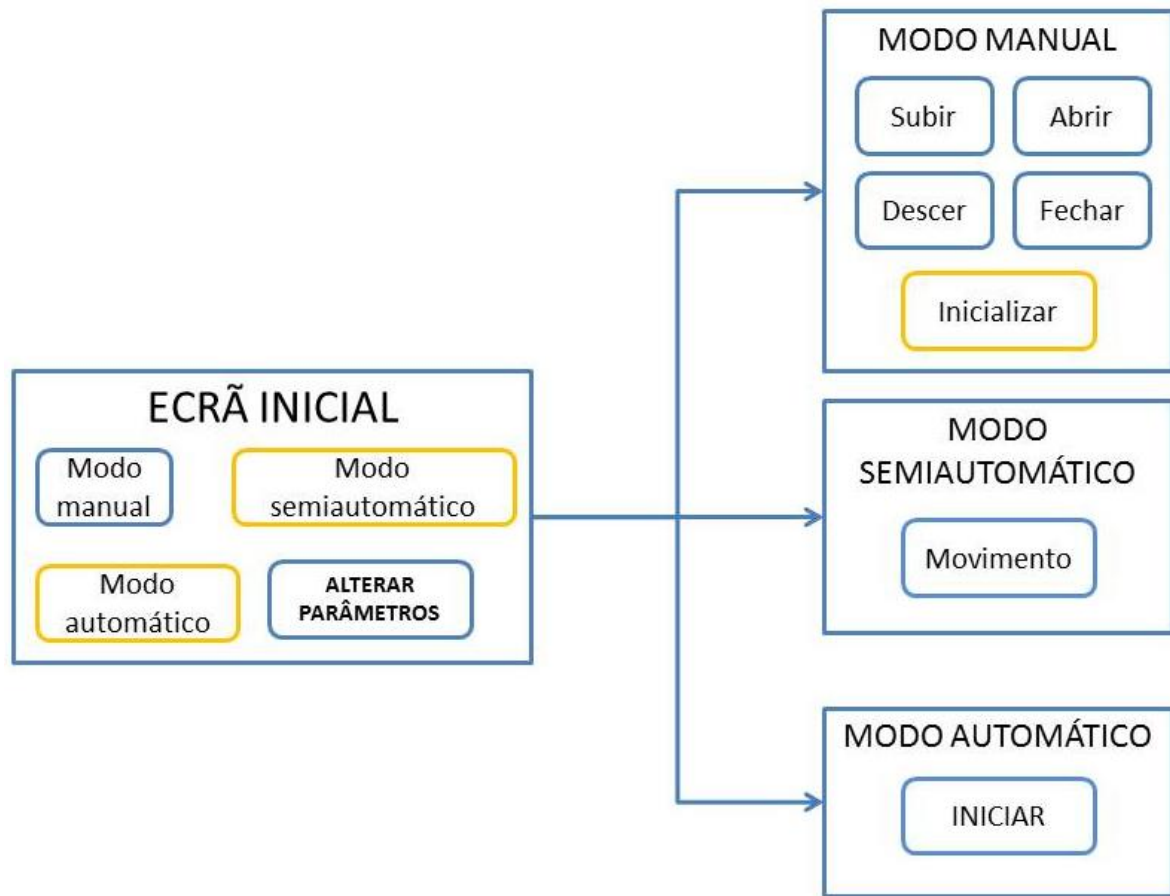 ECRÃ INICIAL
Modo
manual
Modo
semiautomático
Modo
automático
ALTERAR
PARÂMETROS
MODO MANUAL
Subir
Abrir
Descer
Fechar
Inicializar
MODO
SEMIAUTOMÁTICO
Movimento
MODO AUTOMÁTICO
INICIAR